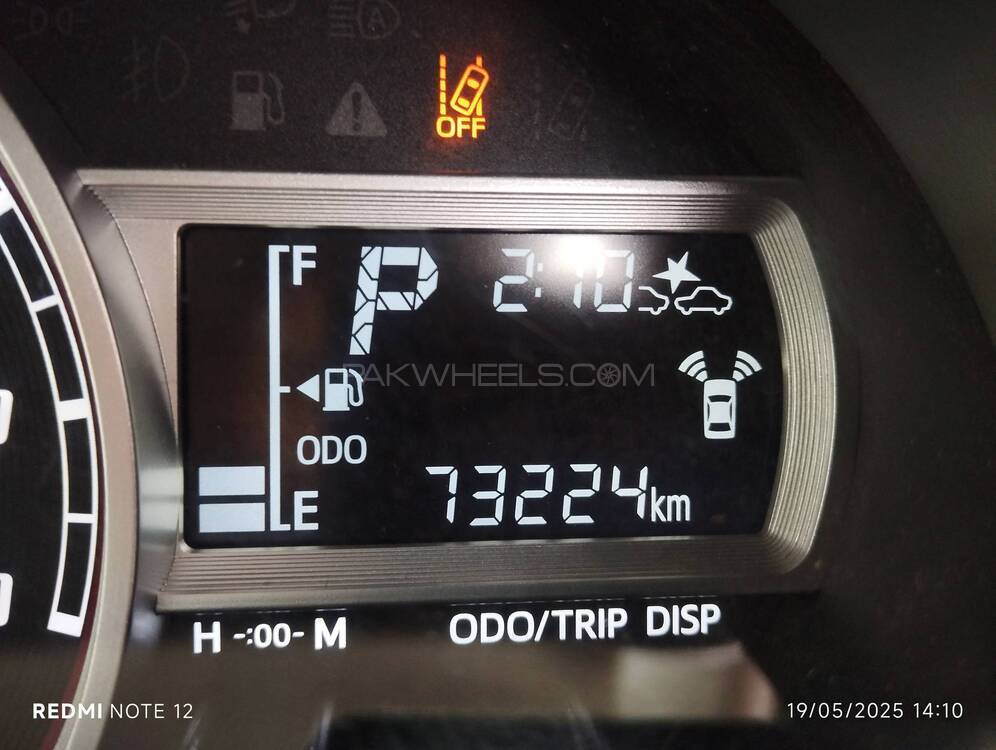 OFF
F
P
2:10
PAKWHEELS.COM
ODO
E
73224km
H -:00- M
ODO/TRIP DISP
REDMI NOTE 12
19/05/2025 14:10